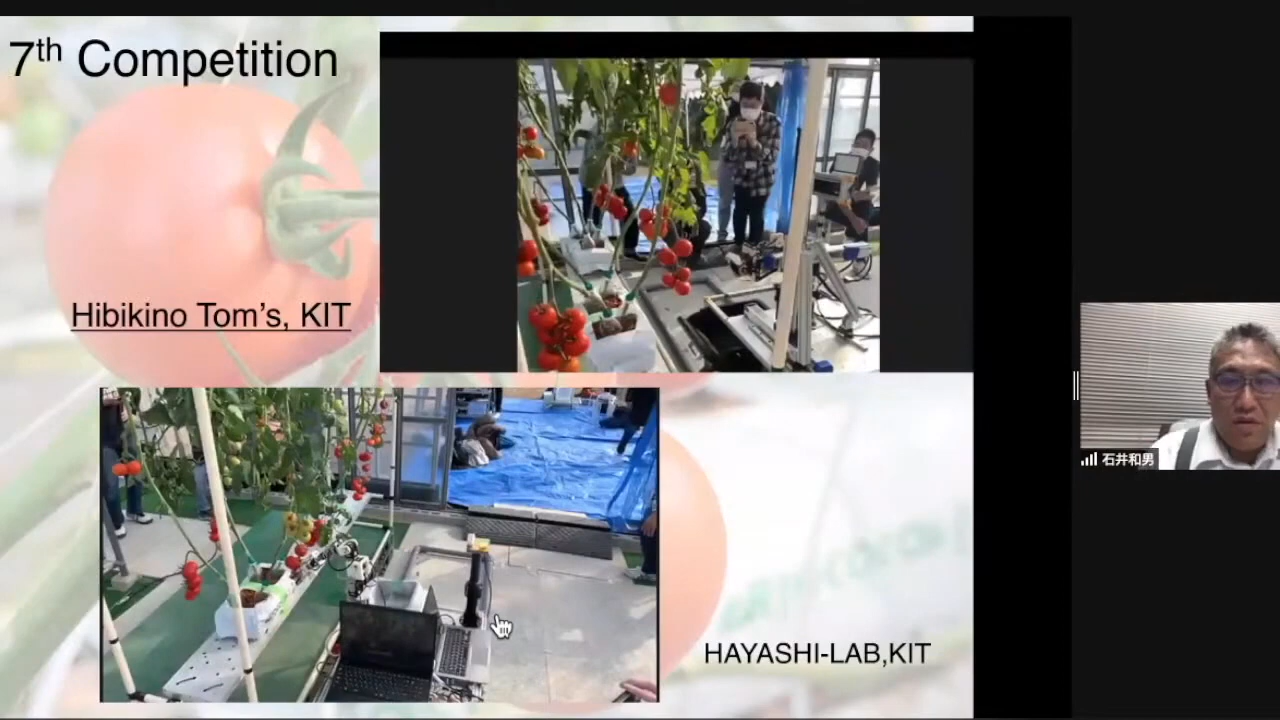 7th Competition
Hibikino Tom's, KIT
HAYASHI-LAB,KIT
石井和男